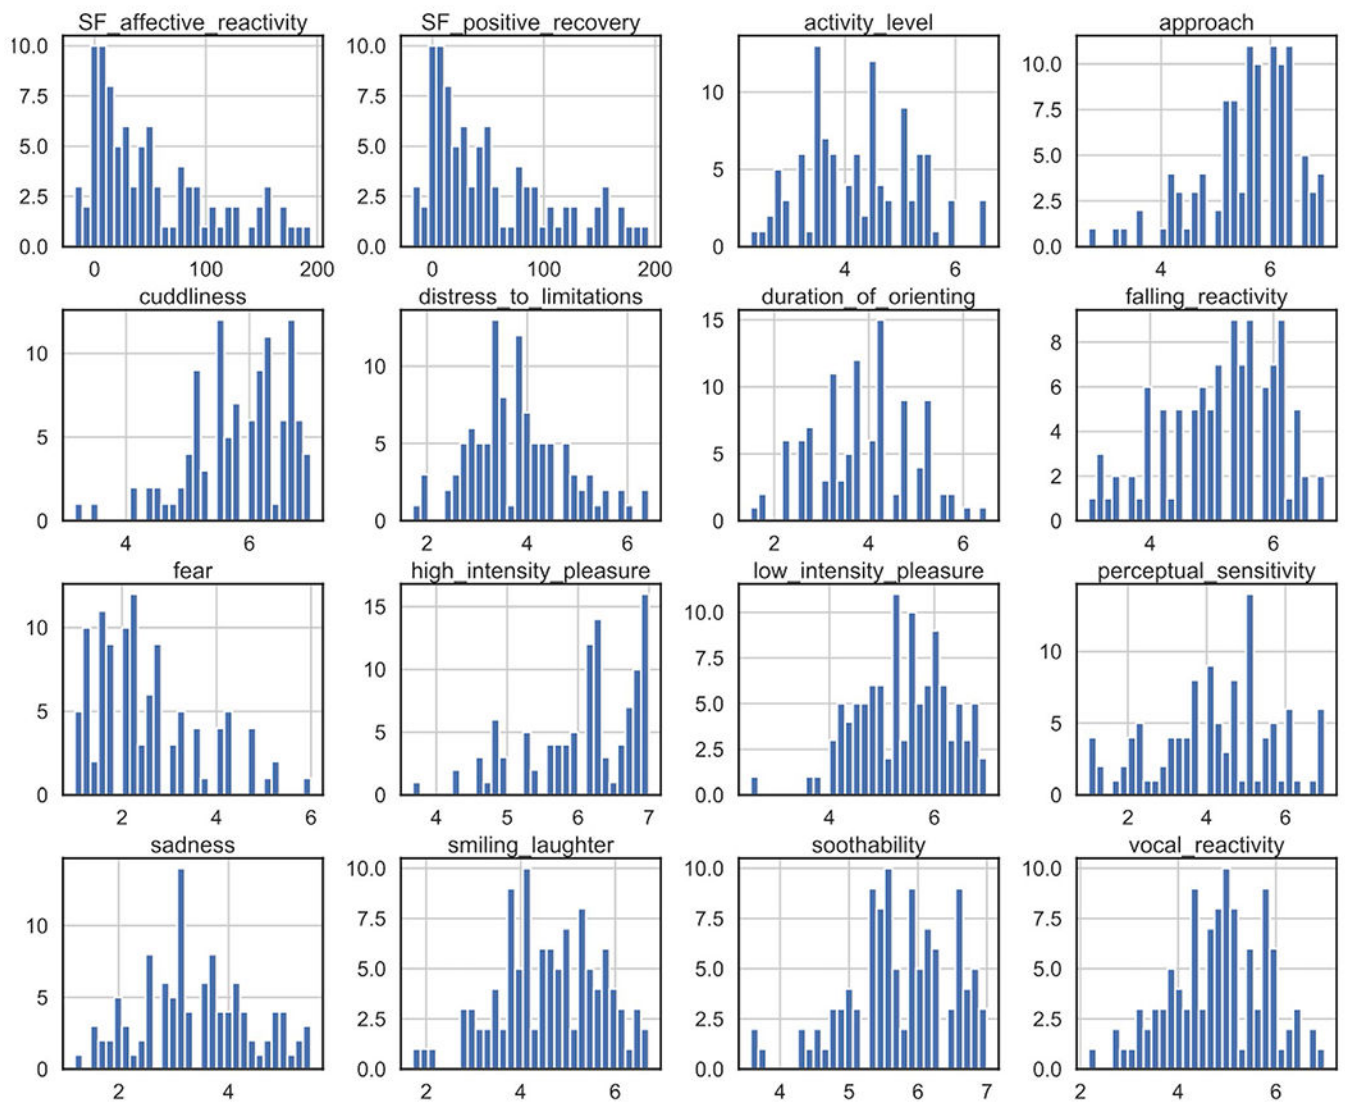 SF_affective_reactivity SF_positive_recovery activity_level approach
10.0 10.0 10 10.0
7.5 7.5 7.5
5.0 5.0 5 5.0
2.5 2.5 2.5
0.0 0.0 0 0.0
0 100 200 0 100 200 4 6 4 6
cuddliness distress_to_limitations duration_of_orienting falling_reactivity
10 10 15 8
5 5 10 6
0 0 5 4
0 2
0
4 6 2 4 6 2 4 6 4 6
fear high_intensity_pleasure low_intensity_pleasure perceptual_sensitivity
10 15 10.0 10
5 10 7.5 5
0 5 5.0 0
0 2.5
0.0
2 4 6 4 5 6 7 4 6 2 4 6
sadness smiling_laughter soothability vocal_reactivity
10 10.0 10.0 10.0
5 7.5 7.5 7.5
0 5.0 5.0 5.0
2.5 2.5 2.5
0.0 0.0 0.0
2 4 2 4 6 4 5 6 7 2 4 6